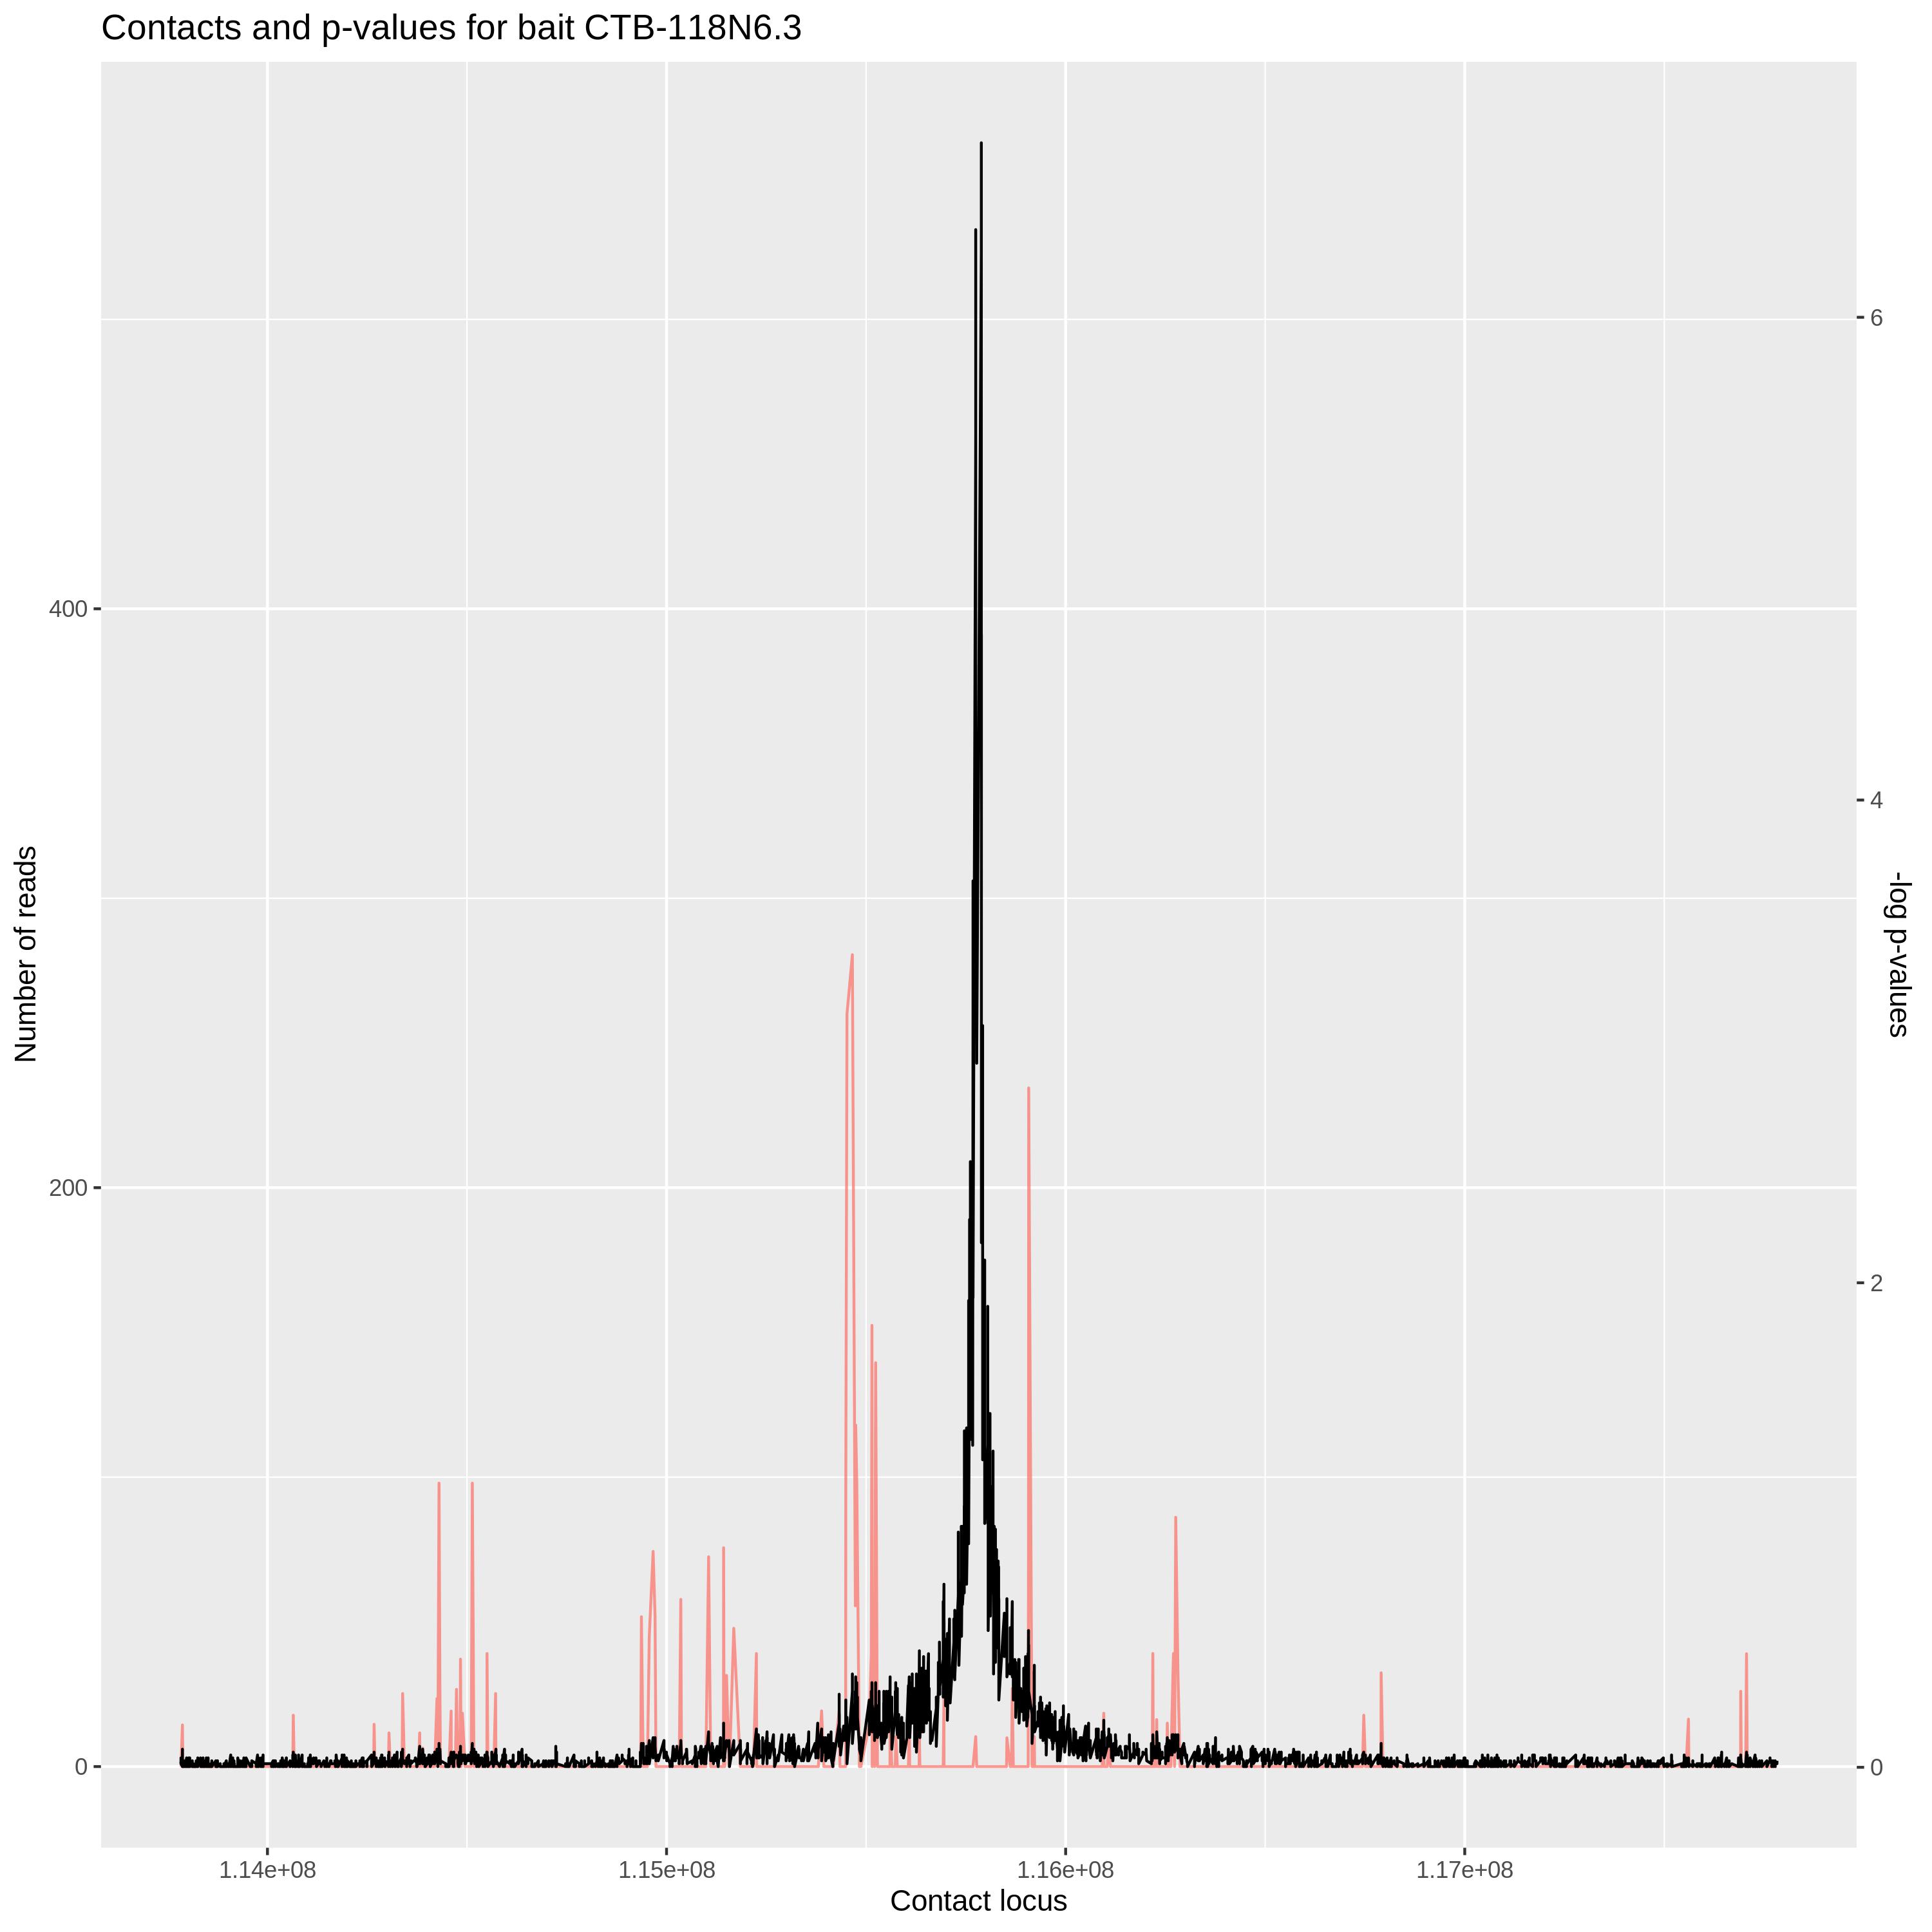 Contacts and p-values for bait CTB-118N6.3
Number of reads
400
200
0
6
4
2
0
-log p-values
1.14e+08
1.15e+08
1.16e+08
1.17e+08
Contact locus